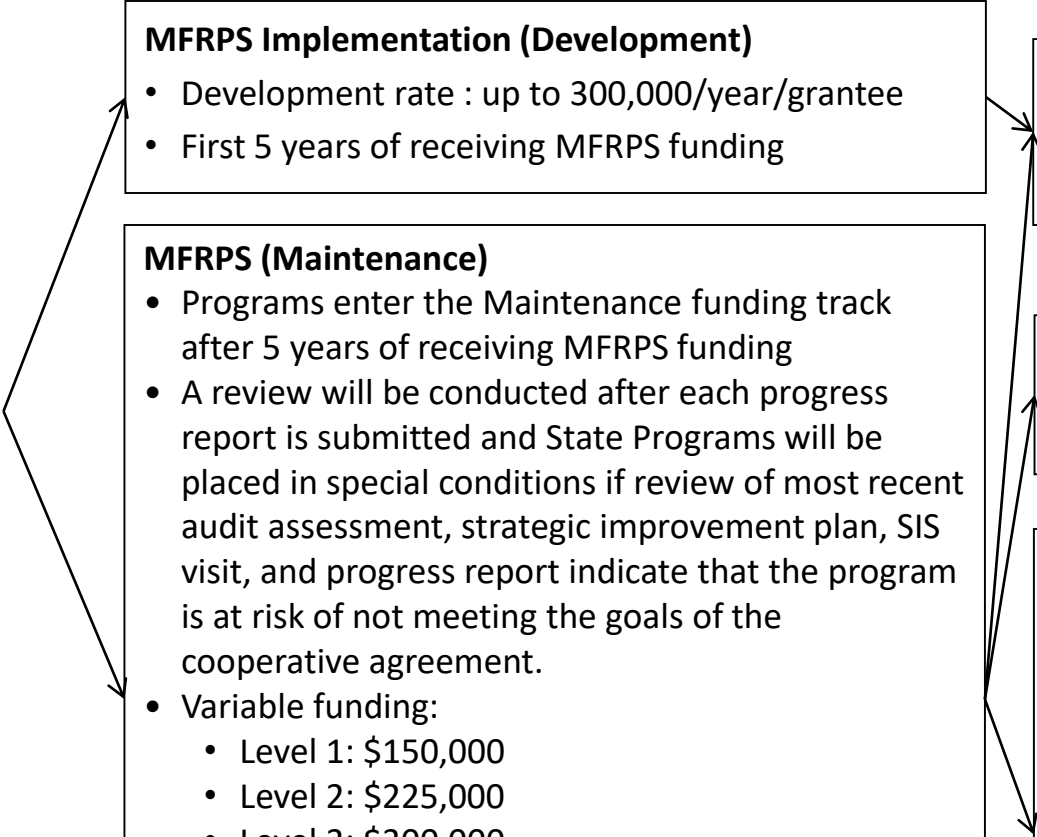 MFRPS Implementation (Development)
• Development rate : up to 300,000/year/grantee
• First 5 years of receiving MFRPS funding
MFRPS (Maintenance)
• Programs enter the Maintenance funding track
after 5 years of receiving MFRPS funding
• A review will be conducted after each progress
report is submitted and State Programs will be
placed in special conditions if review of most recent
audit assessment, strategic improvement plan, SIS
visit, and progress report indicate that the program
is at risk of not meeting the goals of the
cooperative agreement.
• Variable funding:
• Level 1: $150,000
• Level 2: $225,000